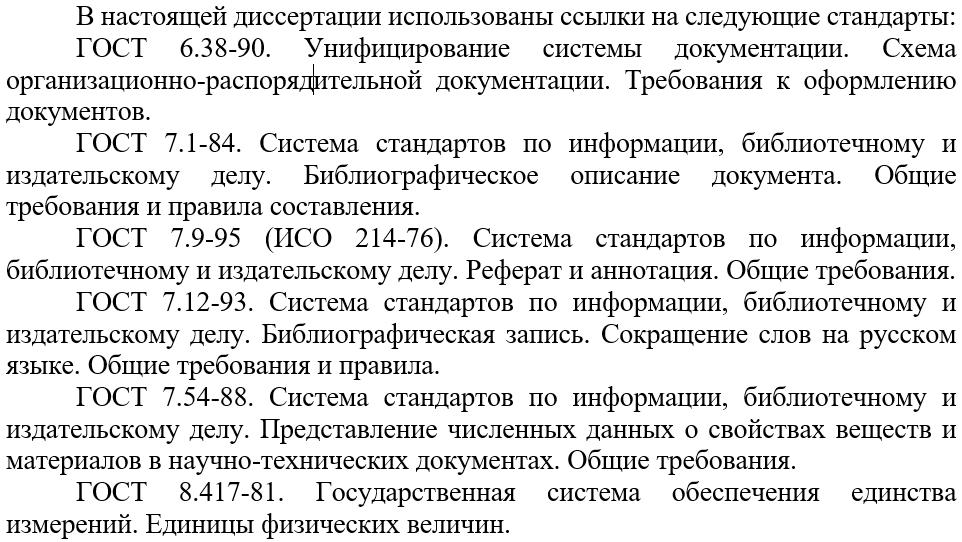 В настоящей диссертации использованы ссылки на следующие стандарты:
ГОСТ 6.38-90. Унифицирование системы документации. Схема
организационно-распорядительной документации. Требования к оформлению
документов.
ГОСТ 7.1-84. Система стандартов по информации, библиотечному и
издательскому делу. Библиографическое описание документа. Общие
требования и правила составления.
ГОСТ 7.9-95 (ИСО 214-76). Система стандартов по информации,
библиотечному и издательскому делу. Реферат и аннотация. Общие требования.
ГОСТ 7.12-93. Система стандартов по информации, библиотечному и
издательскому делу. Библиографическая запись. Сокращение слов на русском
языке. Общие требования и правила.
ГОСТ 7.54-88. Система стандартов по информации, библиотечному и
издательскому делу. Представление численных данных о свойствах веществ и
материалов в научно-технических документах. Общие требования.
ГОСТ 8.417-81. Государственная система обеспечения единства
измерений. Единицы физических величин.